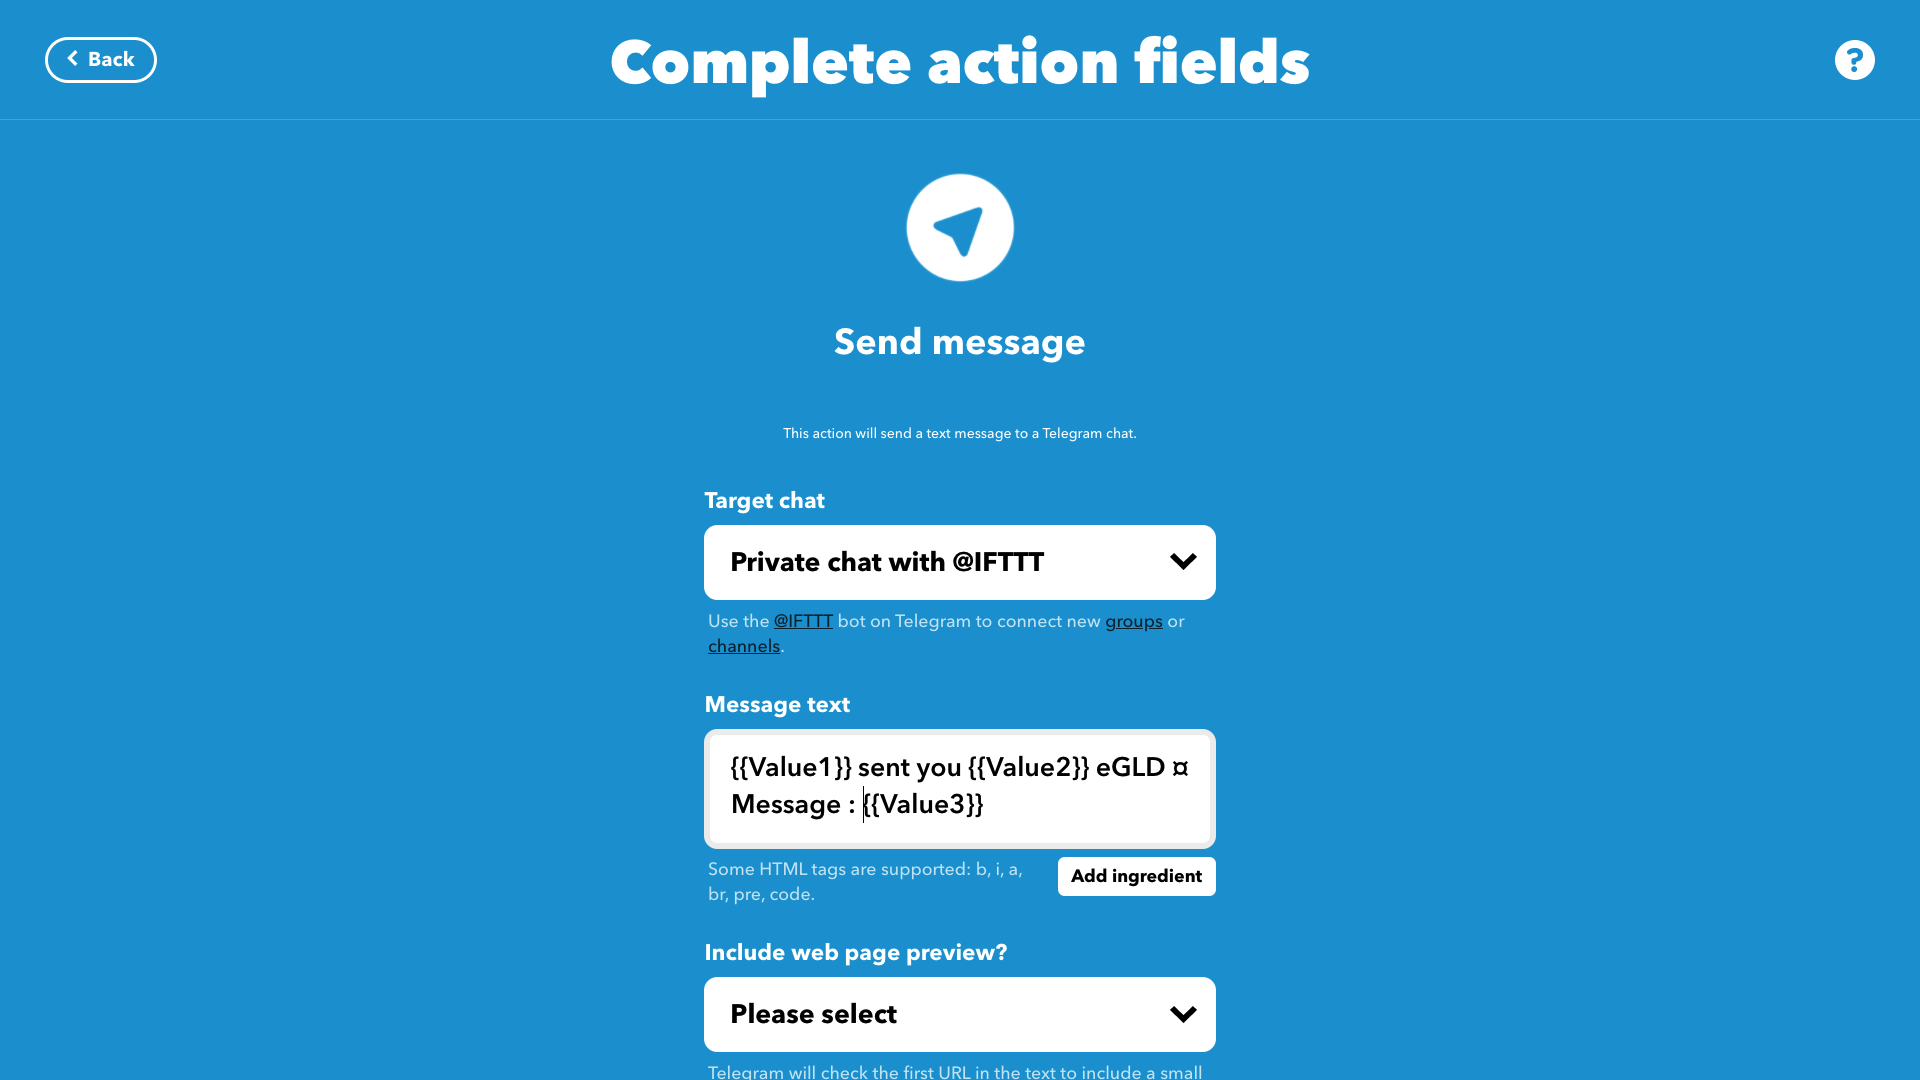 Back
Complete action fields
?
Send message
This action will send a text message to a Telegram chat.
Target chat
Private chat with @IFTTT
Use the @IFTTT bot on Telegram to connect new groups or
channels.
Message text
{{Value1}} sent you {{Value2}} eGLD ¤
Message : {{Value3}}
Some HTML tags are supported: b, i, a,
br, pre, code.
Add ingredient
Include web page preview?
Please select
Telegram will check the first URL in the text to include a small